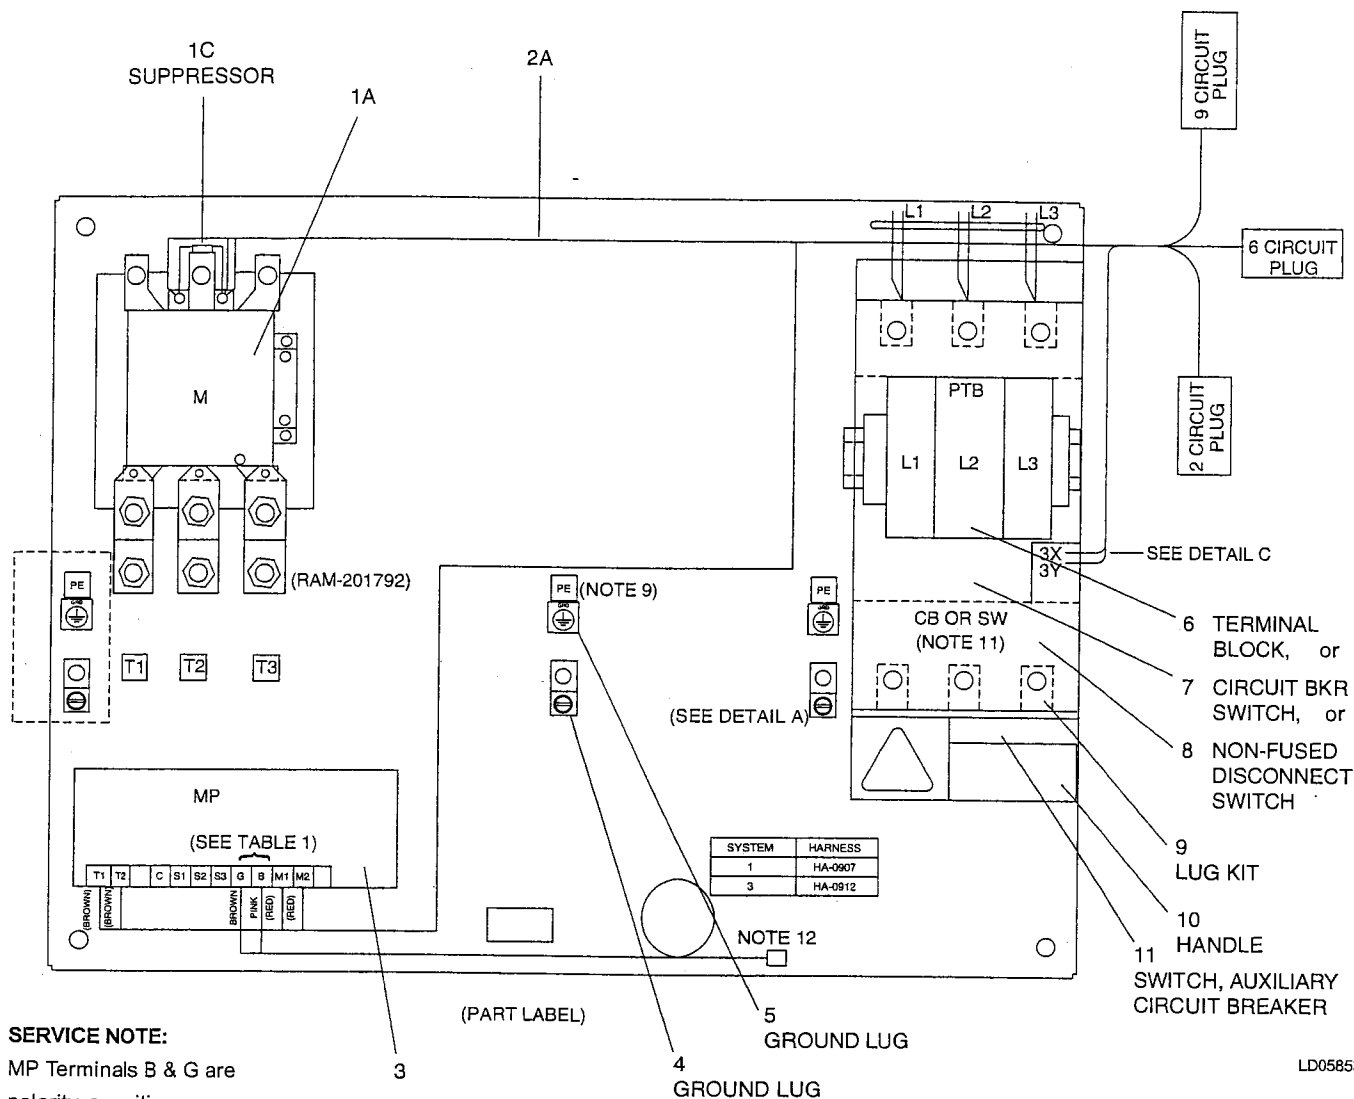 1C
SUPPRESSOR
1A
2A
9 CIRCUIT
PLUG
6 CIRCUIT
PLUG
2 CIRCUIT
PLUG
L1
L2
L3
M
PTB
L1
L2
L3
3X
3Y
SEE DETAIL C
(RAM-201792)
PE
GRD
PE
(NOTE 9)
GRD
PE
GRD
CB OR SW
(NOTE 11)
6 TERMINAL
BLOCK, or
7 CIRCUIT BKR
SWITCH, or
8 NON-FUSED
DISCONNECT
SWITCH
9
LUG KIT
10
HANDLE
11
SWITCH, AUXILIARY
CIRCUIT BREAKER
T1
T2
T3
(SEE DETAIL A)
MP
(SEE TABLE 1)
T1 T2 C S1 S2 S3 G B M1 M2
(BROWN)
(BROWN)
BROWN
PINK
(RED)
(RED)
SYSTEM HARNESS
1 HA-0907
3 HA-0912
NOTE 12
(PART LABEL)
5
GROUND LUG
4
GROUND LUG
3
SERVICE NOTE:
MP Terminals B & G are
LD0585